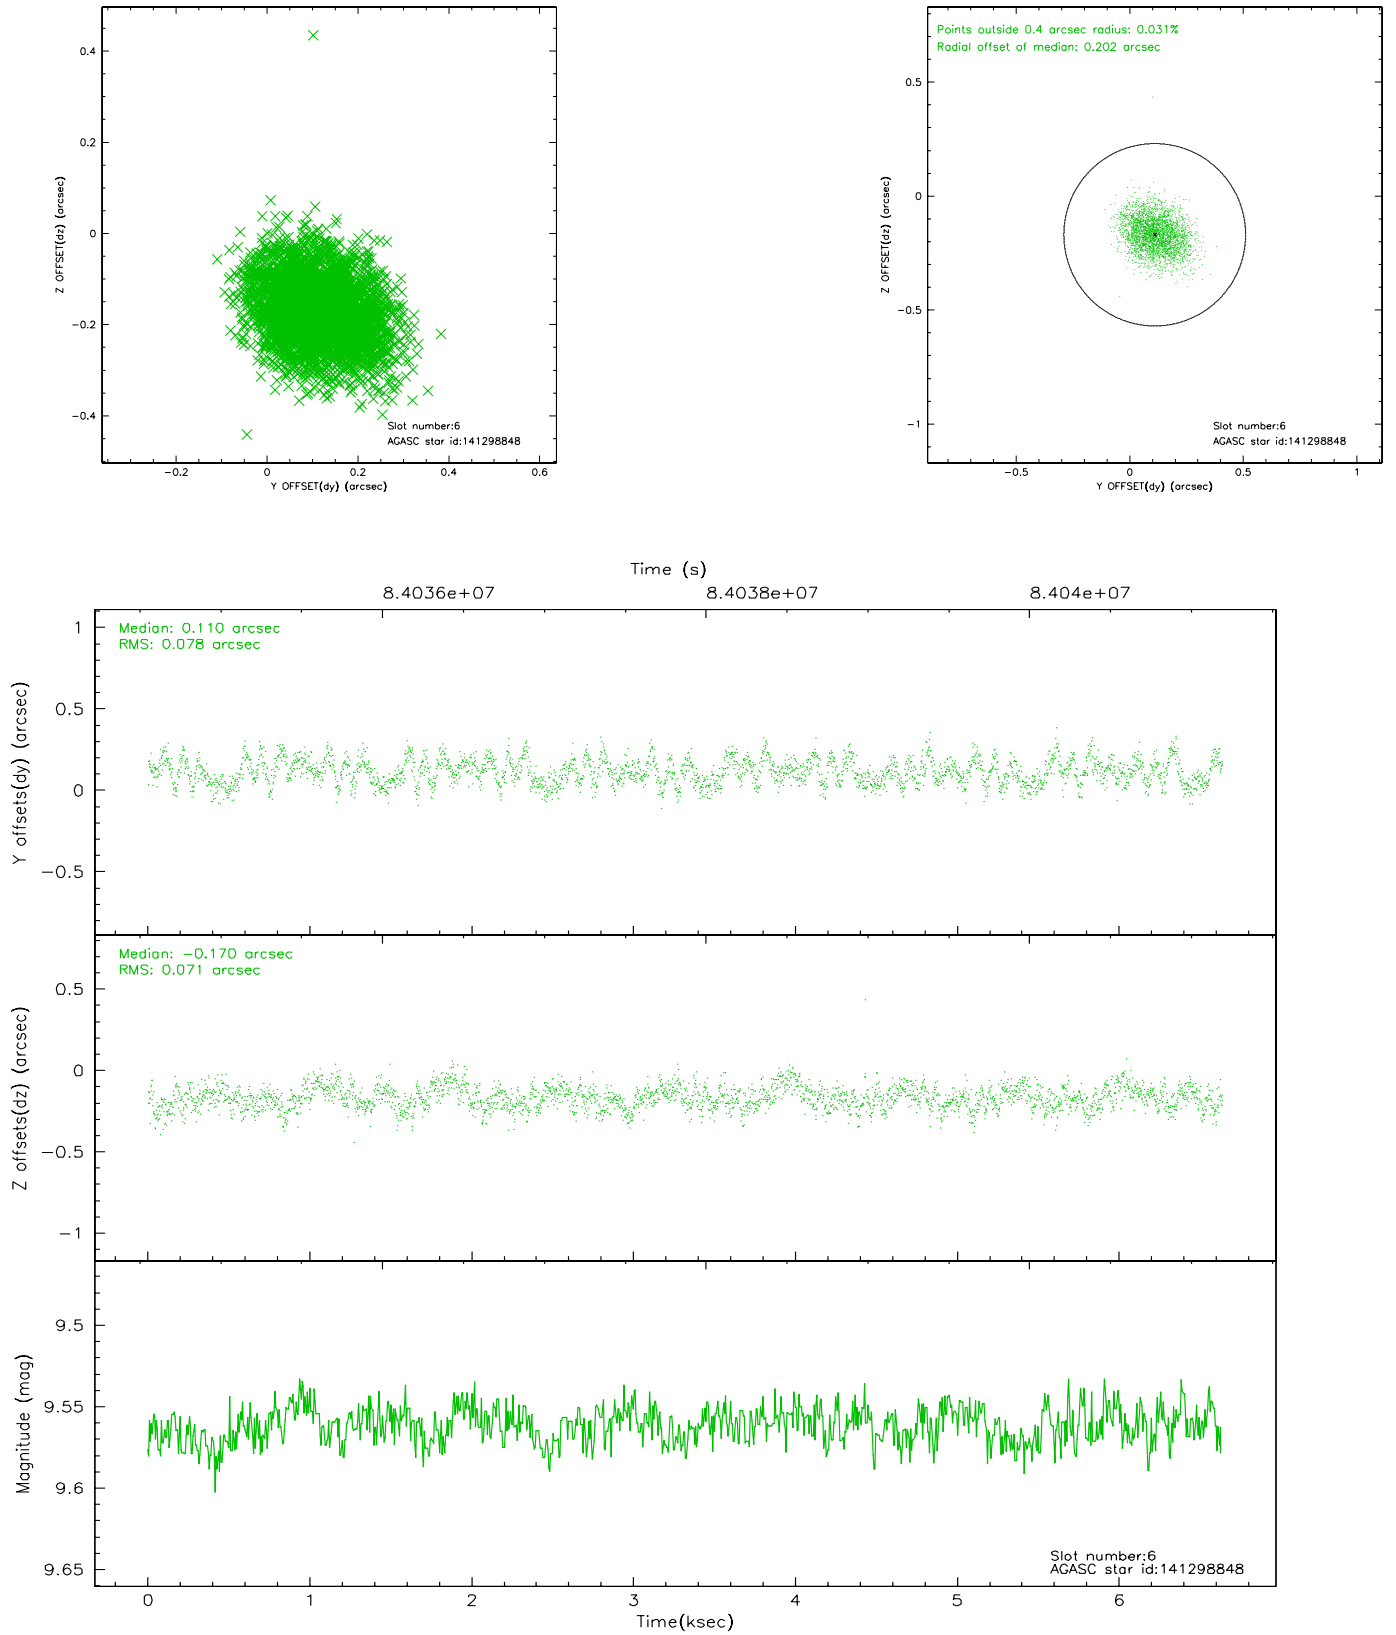 0.4
0.2
0
−0.2
−0.4
Z OFFSET(dz) (arcsec)
−0.2
0
0.2
0.4
0.6
Y OFFSET(dy) (arcsec)
Slot number:6
AGASC star id:141298848
Points outside 0.4 arcsec radius: 0.031%
Radial offset of median: 0.202 arcsec
0.5
0
−0.5
−1
Z OFFSET(dz) (arcsec)
−0.5
0
0.5
1
Y OFFSET(dy) (arcsec)
Slot number:6
AGASC star id:141298848
Time (s)
8.4036e+07
8.4038e+07
8.404e+07
Median: 0.110 arcsec
RMS: 0.078 arcsec
1
0.5
0
−0.5
Y offsets(dy) (arcsec)
Median: −0.170 arcsec
RMS: 0.071 arcsec
0.5
0
−0.5
−1
Z offsets(dz) (arcsec)
9.5
9.55
9.6
9.65
Magnitude (mag)
Slot number:6
AGASC star id:141298848
0
1
2
3
4
5
6
Time(ksec)